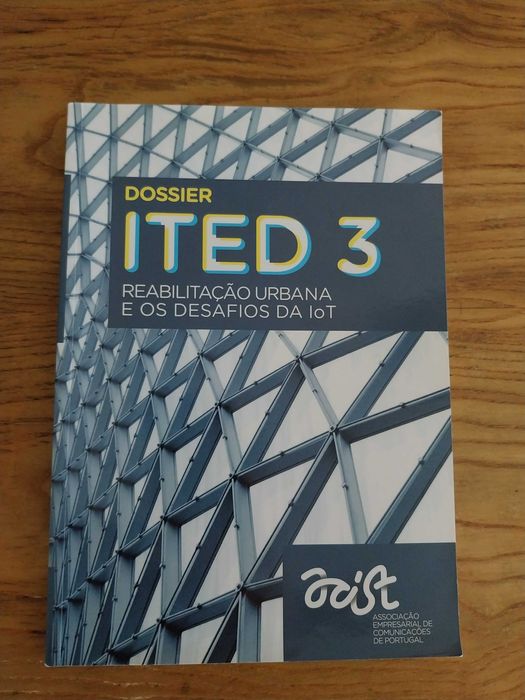 DOSSIER
ITED 3
REABILITAÇÃO URBANA
E OS DESAFIOS DA IoT
acist
ASSOCIAÇÃO
EMPRESARIAL DE
COMUNICAÇÕES
DE PORTUGAL